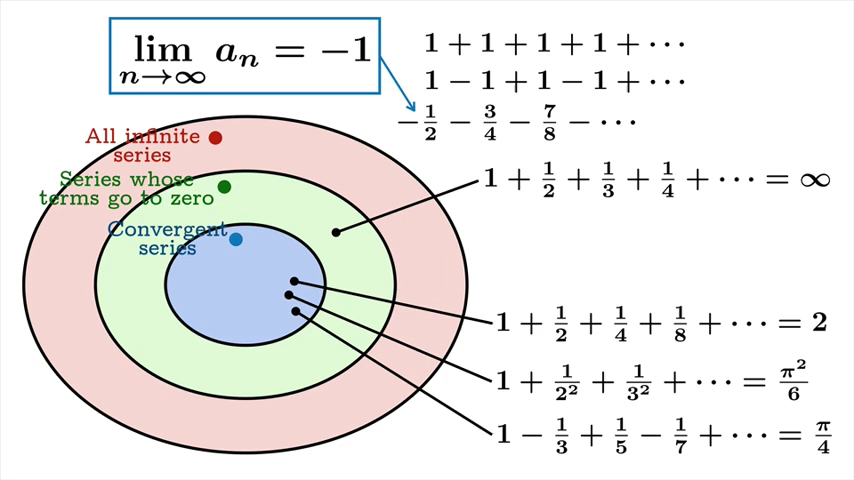 lim n→∞ aₙ = −1
1 + 1 + 1 + 1 + ⋯
1 − 1 + 1 − 1 + ⋯
−1/2 − 3/4 − 7/8 − ⋯
All infinite
series
Series whose
terms go to zero
Convergent
series
1 + 1/2 + 1/3 + 1/4 + ⋯ = ∞
1 + 1/2 + 1/4 + 1/8 + ⋯ = 2
1 + 1/2² + 1/3² + ⋯ = π²/6
1 − 1/3 + 1/5 − 1/7 + ⋯ = π/4